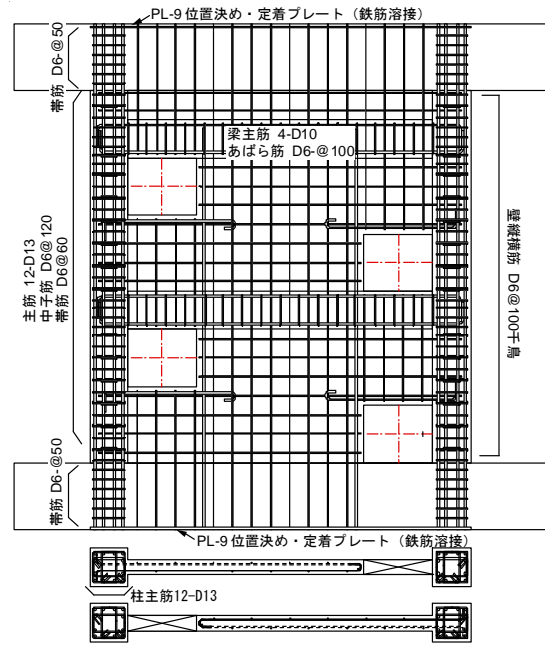 PL-9 位置決め・定着プレート（鉄筋溶接）
帯筋 D6-@50
梁主筋 4-D10
あばら筋 D6-@100
主筋 12-D13
中子筋 D6@120
帯筋 D6@60
壁縦横筋 D6@100千鳥
帯筋 D6-@50
PL-9 位置決め・定着プレート（鉄筋溶接）
柱主筋12-D13